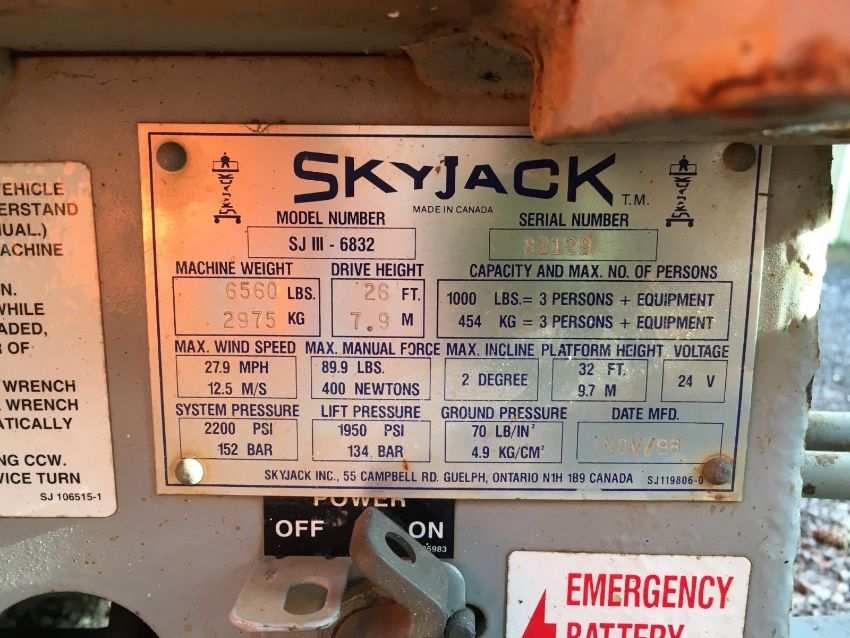 EHICLE
ERSTAND
UAL.)
ACHINE
N.
WHILE
ADED,
R OF
WRENCH
WRENCH
ATICALLY
NG CCW.
VICE TURN
SJ 106515-1
SKYJACK T.M.
MADE IN CANADA
MODEL NUMBER SERIAL NUMBER
SJ III - 6832 82129
MACHINE WEIGHT DRIVE HEIGHT CAPACITY AND MAX. NO. OF PERSONS
6560 LBS. 26 FT. 1000 LBS.= 3 PERSONS + EQUIPMENT
2975 KG 7.9 M 454 KG = 3 PERSONS + EQUIPMENT
MAX. WIND SPEED MAX. MANUAL FORCE MAX. INCLINE PLATFORM HEIGHT VOLTAGE
27.9 MPH 89.9 LBS. 2 DEGREE 32 FT. 24 V
12.5 M/S 400 NEWTONS 9.7 M
SYSTEM PRESSURE LIFT PRESSURE GROUND PRESSURE DATE MFD.
2200 PSI 1950 PSI 70 LB/IN² NOV/98
152 BAR 134 BAR 4.9 KG/CM²
SKYJACK INC., 55 CAMPBELL RD. GUELPH, ONTARIO N1H 1B9 CANADA SJ119806-0
POWER
OFF ON
5983
EMERGENCY
BATTERY